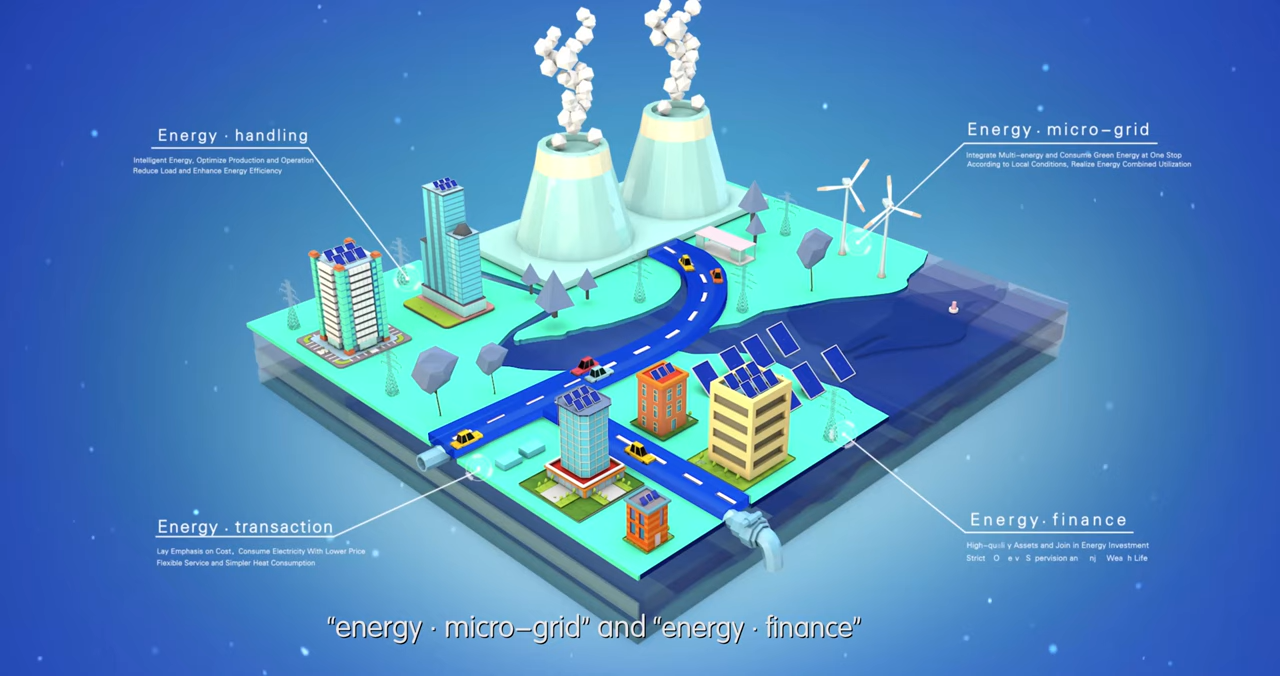 Energy · handling
Intelligent Energy, Optimize Production and Operation
Reduce Load and Enhance Energy Efficiency
Energy · micro–grid
Integrate Multi–energy and Consume Green Energy at One Stop
According to Local Conditions, Realize Energy Combined Utilization
Energy · transaction
Lay Emphasis on Cost, Consume Electricity With Lower Price
Flexible Service and Simpler Heat Consumption
Energy · finance
High–quality Assets and Join in Energy Investment
Strict Life
“energy · micro–grid” and “energy · finance”